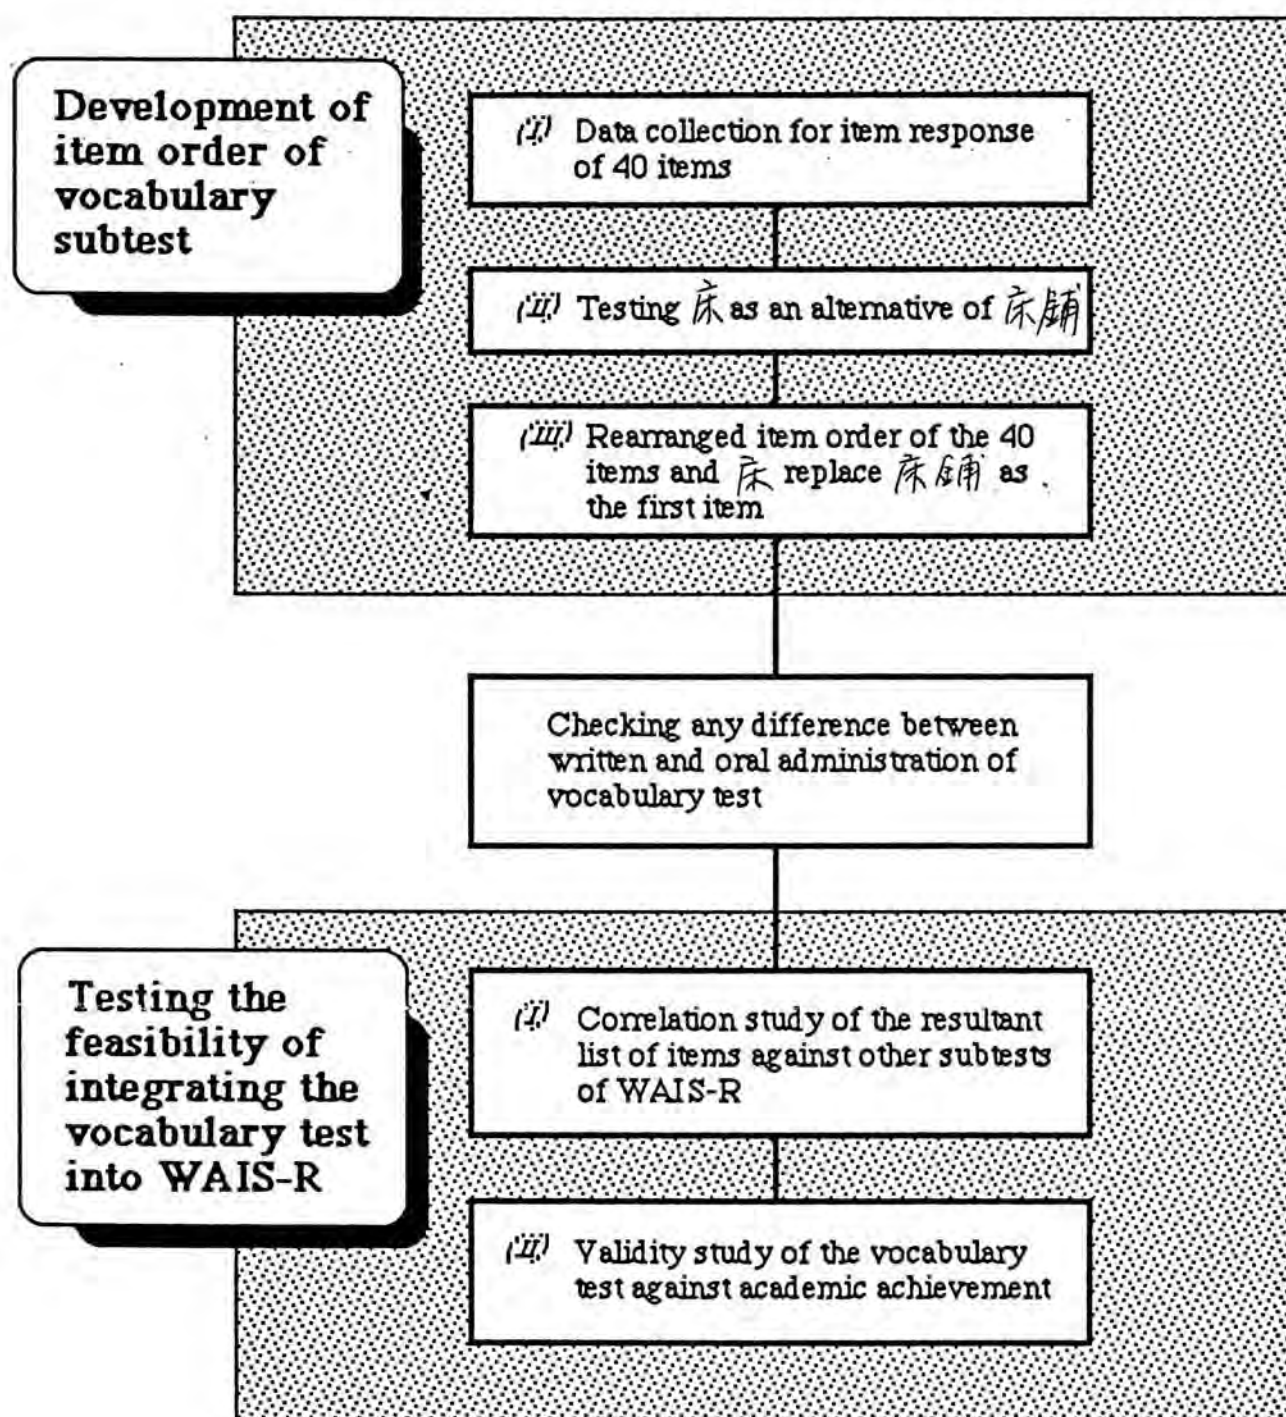 Development of
item order of
vocabulary
subtest
(I) Data collection for item response
of 40 items
(II) Testing 床 as an alternative of 床鋪
(III) Rearranged item order of the 40
items and 床 replace 床鋪 as
the first item
Checking any difference between
written and oral administration of
vocabulary test
Testing the
feasibility of
integrating the
vocabulary test
into WAIS-R
(I) Correlation study of the resultant
list of items against other subtests
of WAIS-R
(II) Validity study of the vocabulary
test against academic achievement